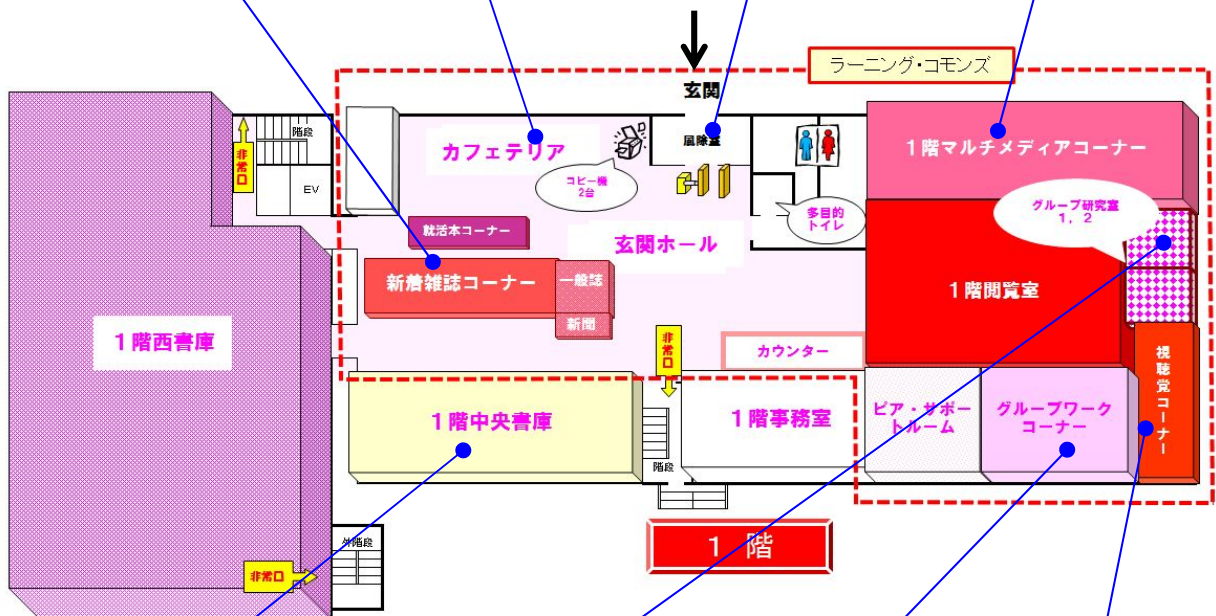 ラーニング・コモンズ
玄関
階段
非常口
EV
カフェテリア
コピー機
2台
風除室
1階マルチメディアコーナー
グループ研究室
1, 2
多目的
トイレ
就活本コーナー
玄関ホール
新着雑誌コーナー
一般誌
新聞
1階閲覧室
1階西書庫
非常口
カウンター
視聴覚コーナー
1階中央書庫
1階事務室
ピア・サポー
トルーム
グループワーク
コーナー
階段
1 階
外階段
非常口